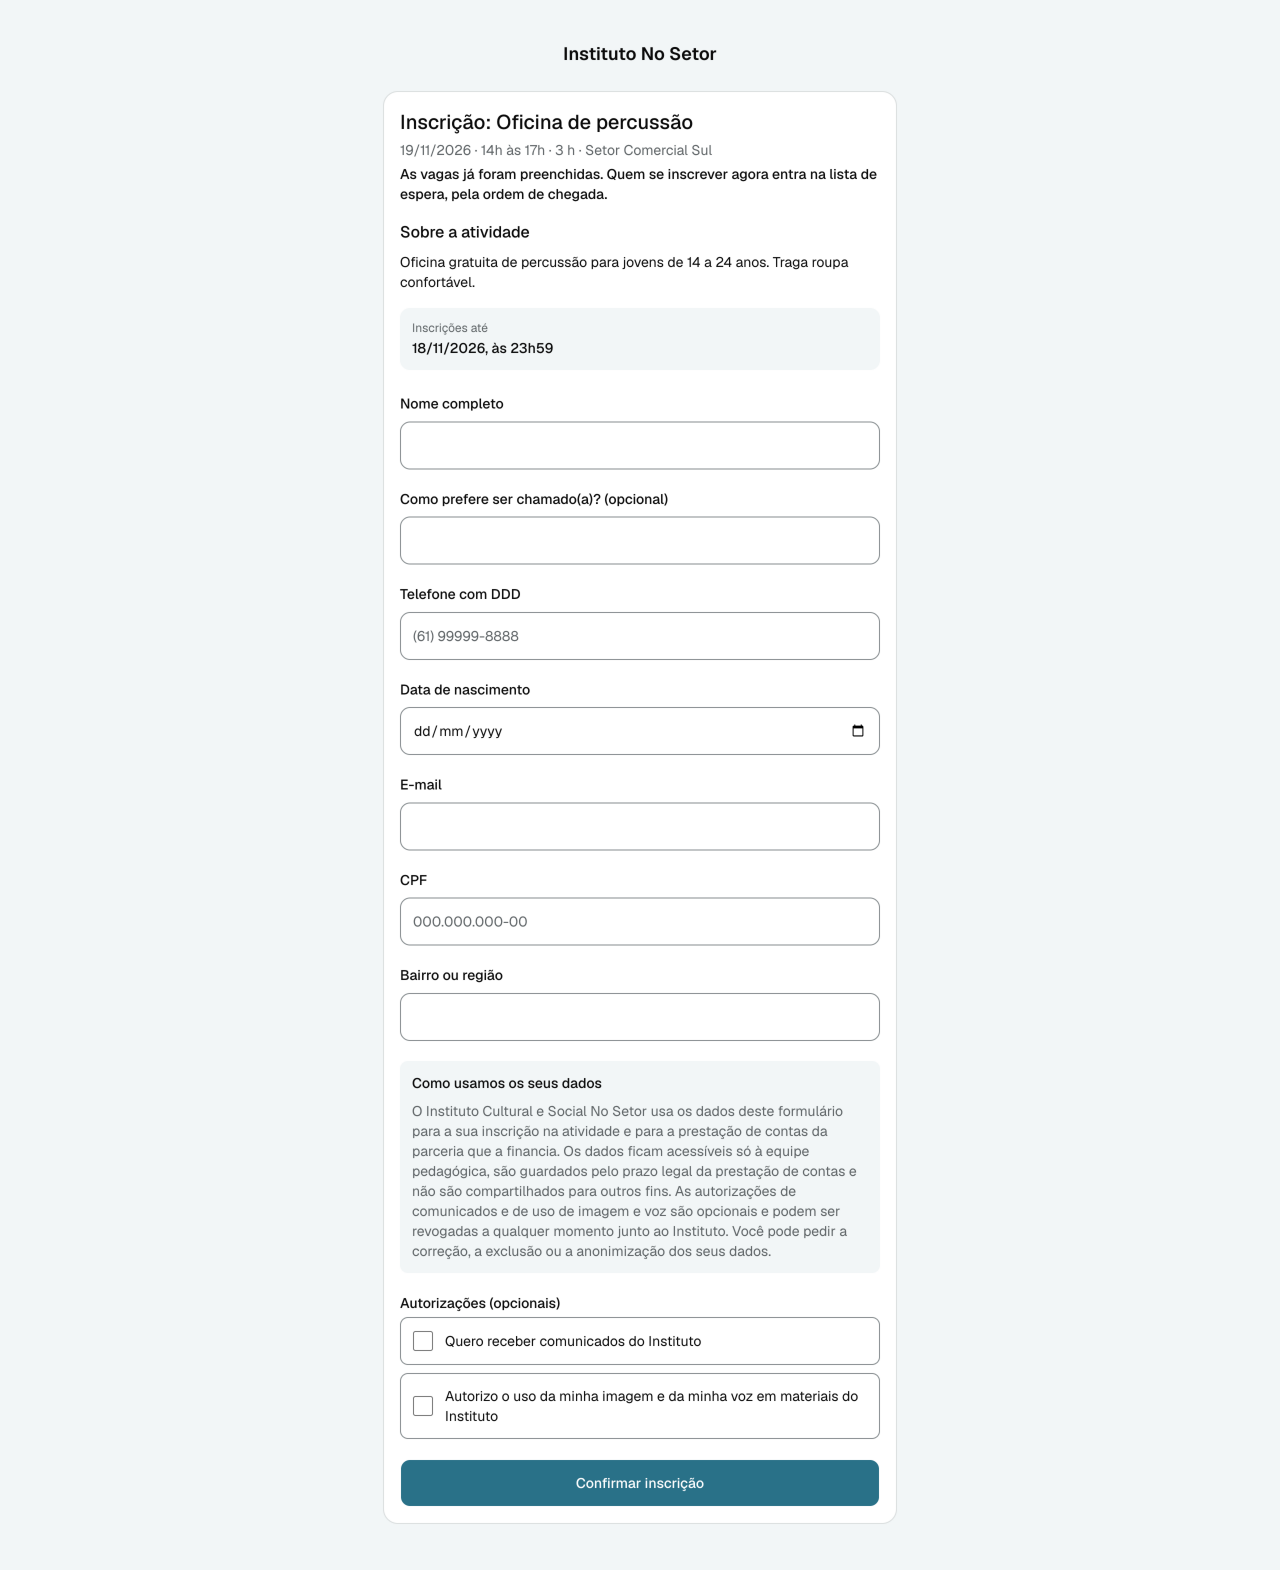 Instituto No Setor
Inscrição: Oficina de percussão
19/11/2026 · 14h às 17h · 3 h · Setor Comercial Sul
As vagas já foram preenchidas. Quem se inscrever agora entra na lista de
espera, pela ordem de chegada.
Sobre a atividade
Oficina gratuita de percussão para jovens de 14 a 24 anos. Traga roupa
confortável.
Inscrições até
18/11/2026, às 23h59
Nome completo
Como prefere ser chamado(a)? (opcional)
Telefone com DDD
(61) 99999-8888
Data de nascimento
dd/mm/yyyy
E-mail
CPF
000.000.000-00
Bairro ou região
Como usamos os seus dados
O Instituto Cultural e Social No Setor usa os dados deste formulário
para a sua inscrição na atividade e para a prestação de contas da
parceria que a financia. Os dados ficam acessíveis só à equipe
pedagógica, são guardados pelo prazo legal da prestação de contas e
não são compartilhados para outros fins. As autorizações de
comunicados e de uso de imagem e voz são opcionais e podem ser
revogadas a qualquer momento junto ao Instituto. Você pode pedir a
correção, a exclusão ou a anonimização dos seus dados.
Autorizações (opcionais)
Quero receber comunicados do Instituto
Autorizo o uso da minha imagem e da minha voz em materiais do
Instituto
Confirmar inscrição